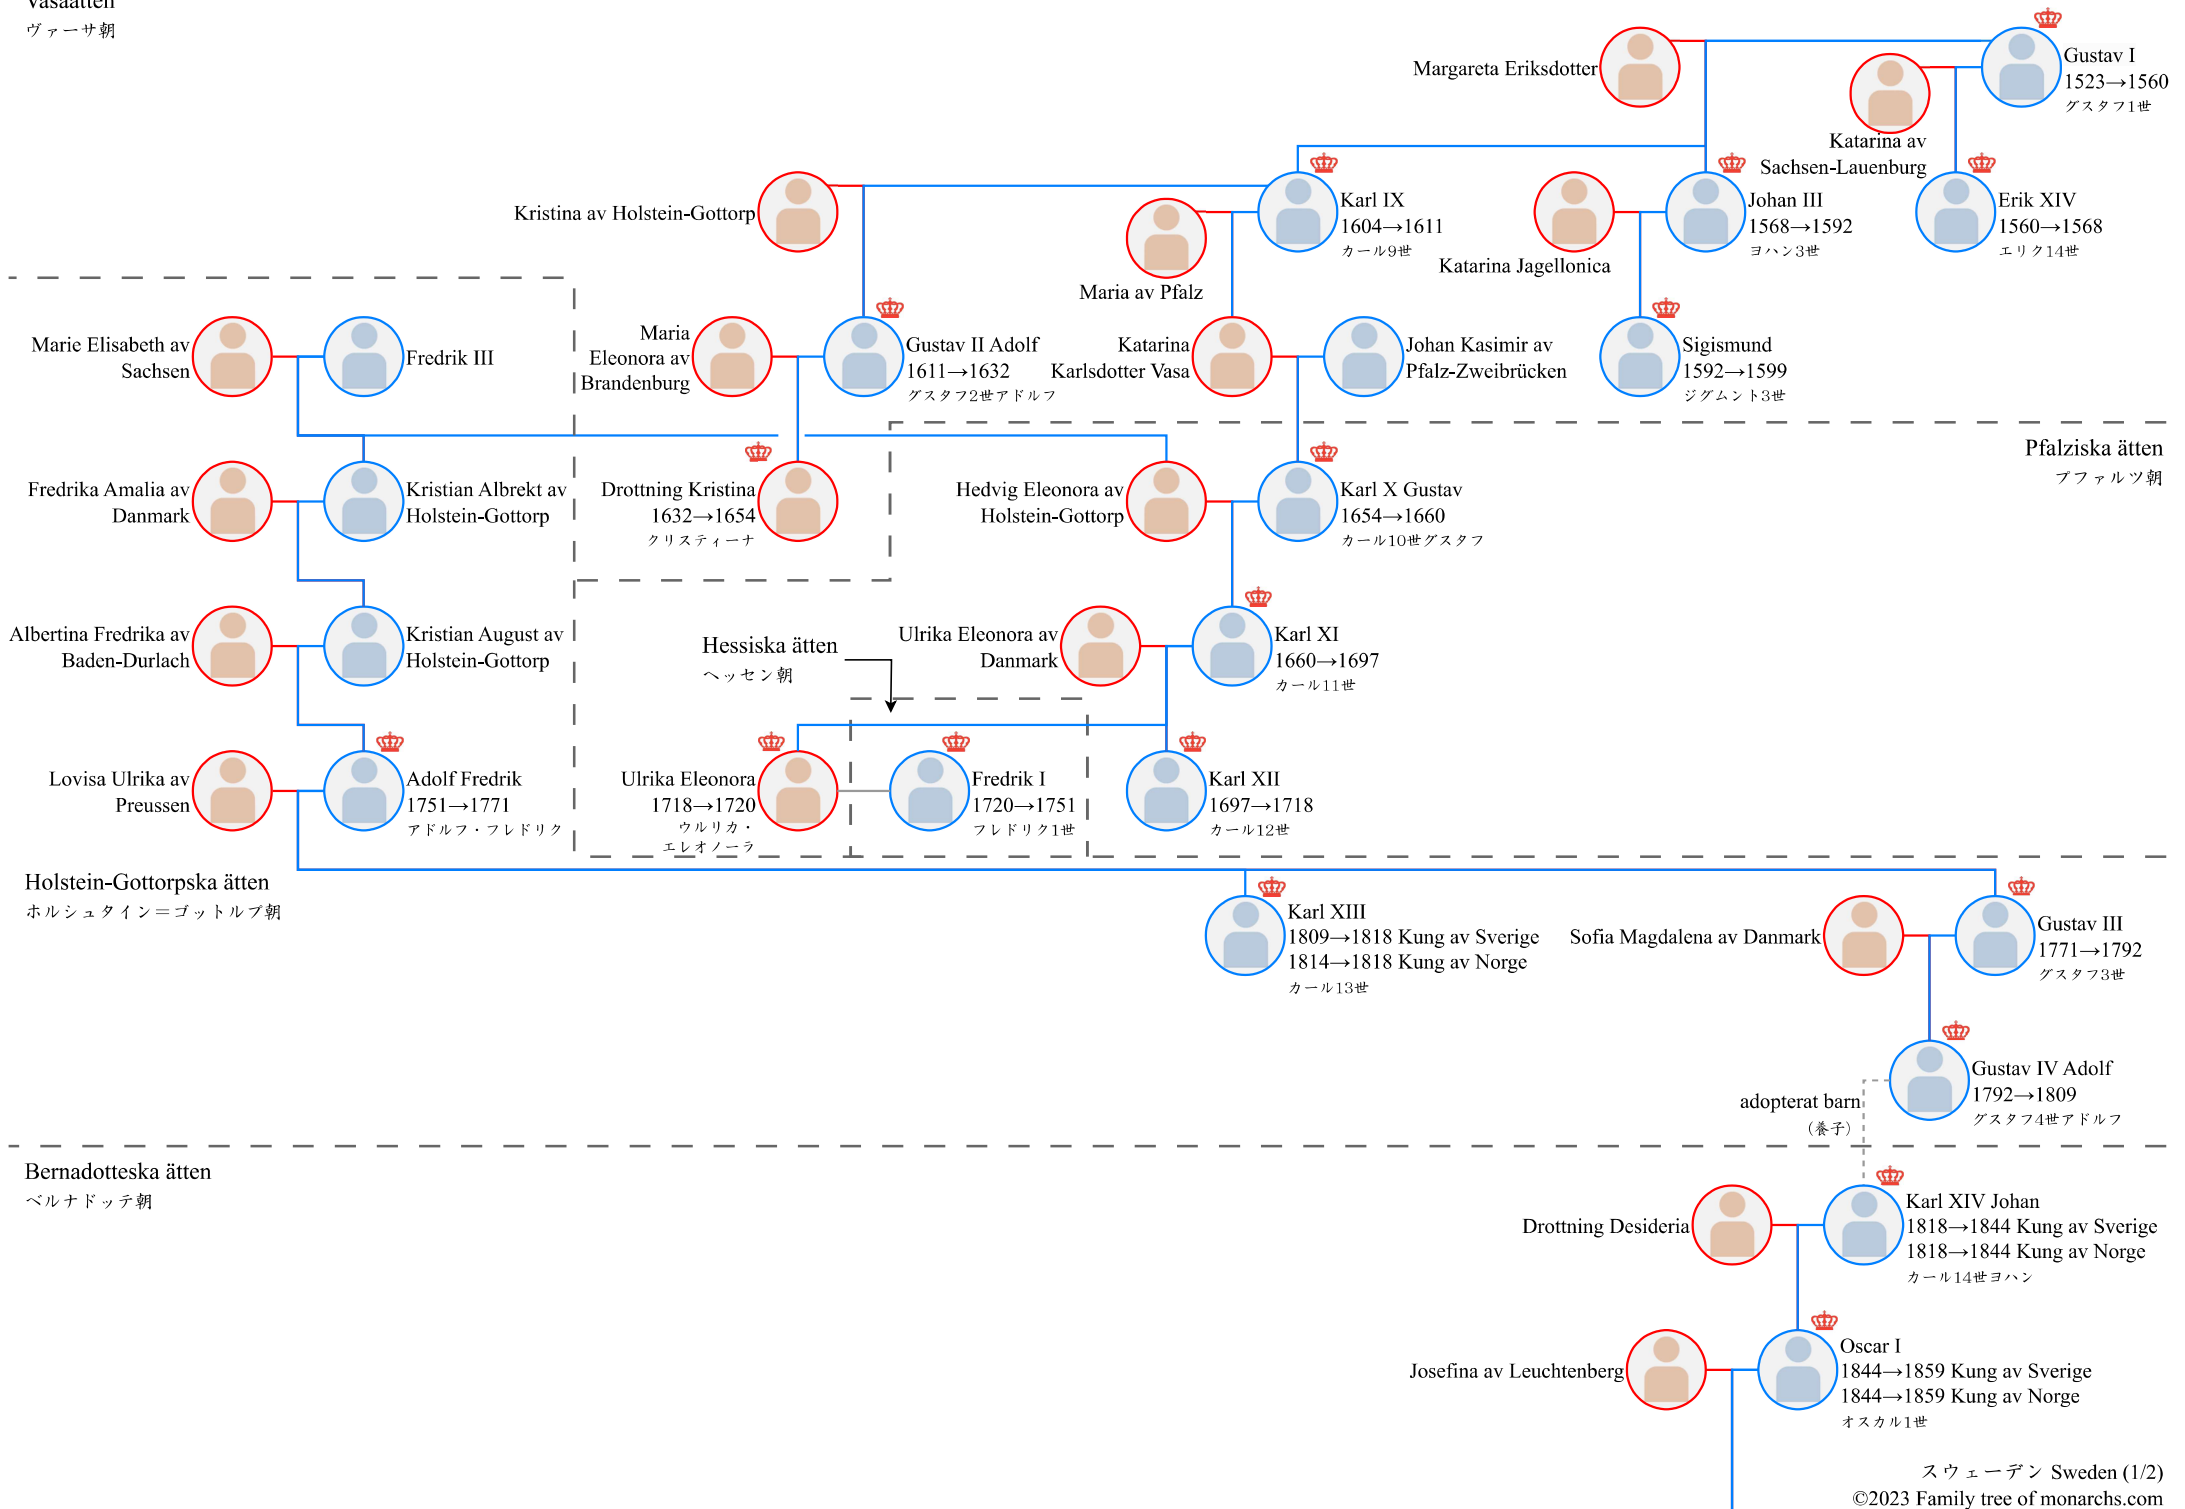 Vasaätten
ヴァーサ朝
Margareta Eriksdotter
Gustav I
1523→1560
グスタフ1世
Katarina av
Sachsen-Lauenburg
Kristina av Holstein-Gottorp
Karl IX
1604→1611
カール9世
Johan III
1568→1592
ヨハン3世
Erik XIV
1560→1568
エリク14世
Maria av Pfalz
Katarina Jagellonica
Marie Elisabeth av
Sachsen
Fredrik III
Maria
Eleonora av
Brandenburg
Gustav II Adolf
1611→1632
グスタフ2世アドルフ
Katarina
Karlsdotter Vasa
Johan Kasimir av
Pfalz-Zweibrücken
Sigismund
1592→1599
ジグムント3世
Pfalziska ätten
プファルツ朝
Fredrika Amalia av
Danmark
Kristian Albrekt av
Holstein-Gottorp
Drottning Kristina
1632→1654
クリスティーナ
Hedvig Eleonora av
Holstein-Gottorp
Karl X Gustav
1654→1660
カール10世グスタフ
Albertina Fredrika av
Baden-Durlach
Kristian August av
Holstein-Gottorp
Hessiska ätten
ヘッセン朝
Ulrika Eleonora av
Danmark
Karl XI
1660→1697
カール11世
Lovisa Ulrika av
Preussen
Adolf Fredrik
1751→1771
アドルフ・フレドリク
Ulrika Eleonora
1718→1720
ウルリカ・
エレオノーラ
Fredrik I
1720→1751
フレドリク1世
Karl XII
1697→1718
カール12世
Holstein-Gottorpska ätten
ホルシュタイン＝ゴットルプ朝
Karl XIII
1809→1818 Kung av Sverige
1814→1818 Kung av Norge
カール13世
Sofia Magdalena av Danmark
Gustav III
1771→1792
グスタフ3世
Gustav IV Adolf
1792→1809
グスタフ4世アドルフ
adopterat barn
(養子)
Bernadotteska ätten
ベルナドッテ朝
Drottning Desideria
Karl XIV Johan
1818→1844 Kung av Sverige
1818→1844 Kung av Norge
カール14世ヨハン
Josefina av Leuchtenberg
Oscar I
1844→1859 Kung av Sverige
1844→1859 Kung av Norge
オスカル1世
スウェーデン Sweden (1/2)
©2023 Family tree of monarchs.com